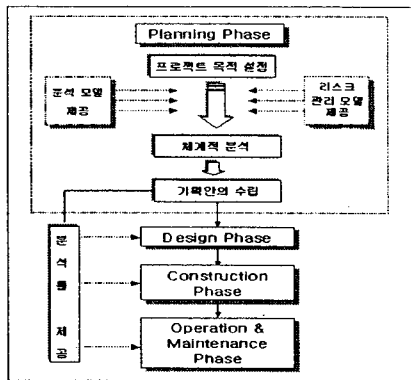 Planning Phase
프로젝트 목적 설정
분석 모델
제공
리스크
관리 모델
제공
체계적 분석
기획안의 수립
분
석
틀
제
공
Design Phase
Construction
Phase
Operation &
Maintenance
Phase